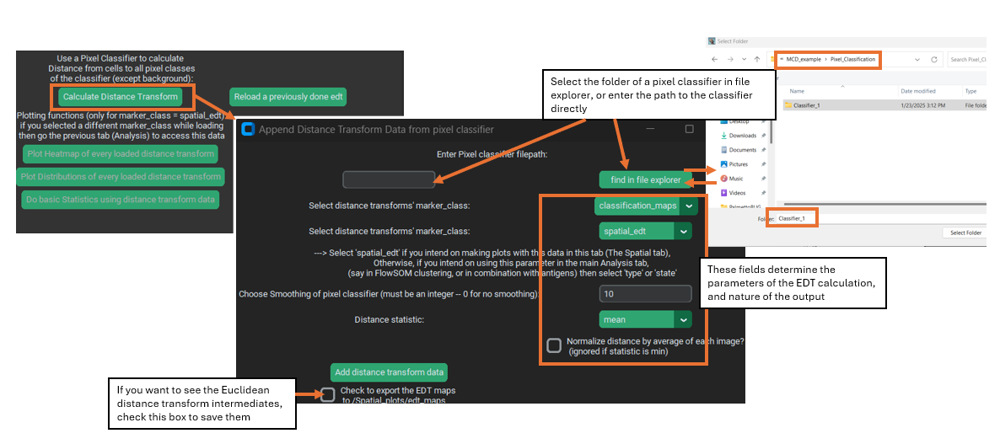 Use a Pixel Classifier to calculate
Distance from cells to all pixel classes
of the classifier (except background):
Calculate Distance Transform
Reload a previously done edt
Plotting functions (only for marker_class = spatial_edt)
if you selected a different marker_class while loading
then go the previous tab (Analysis) to access this data
Plot Heatmap of every loaded distance transform
Plot Distributions of every loaded distance transform
Do basic Statistics using distance transform data
Select the folder of a pixel classifier in file
explorer, or enter the path to the classifier
directly
Append Distance Transform Data from pixel classifier
Enter Pixel classifier filepath:
find in file explorer
Select distance transforms' marker_class:
classification_maps
Select distance transforms' marker_class:
spatial_edt
---> Select 'spatial_edt' if you intend on making plots with this data in this tab (The Spatial tab),
Otherwise, if you intend on using this parameter in the main Analysis tab,
(say in FlowSOM clustering, or in combination with antigens) then select 'type' or 'state'
Choose Smoothing of pixel classifier (must be an integer -- 0 for no smoothing):
10
Distance statistic:
mean
Normalize distance by average of each image?
(ignored if statistic is min)
Add distance transform data
Check to export the EDT maps
to /Spatial_plots/edt_maps
If you want to see the Euclidean
distance transform intermediates,
check this box to save them
Select Folder
MCD_example › Pixel_Classification
Search Pixel_Cl
Name
Date modified
Type
Classifier_1
1/23/2025 3:12 PM
File folde
Desktop
Downloads
Documents
Pictures
Music
Videos
PalmettoBUG
Folder:
Classifier_1
Select Folder
These fields determine the
parameters of the EDT calculation,
and nature of the output